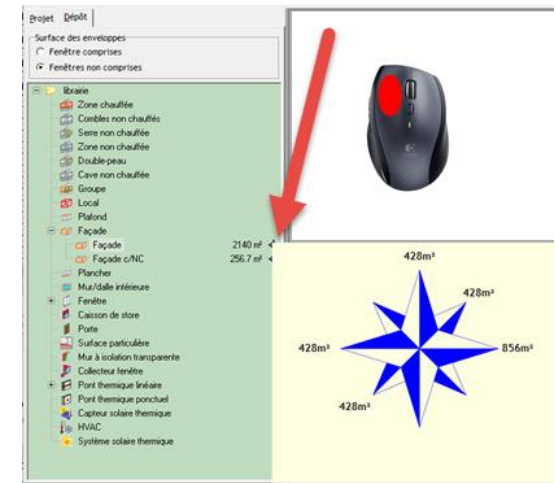 Projet Dépôt
Surface des enveloppes
Fenêtre comprises
Fenêtres non comprises
librairie
Zone chauffée
Combles non chauffés
Serre non chauffée
Zone non chauffée
Double-peau
Cave non chauffée
Groupe
Local
Plafond
Façade
Façade 2140 m²
Façade c/NC 256.7 m²
Plancher
Mur/dalle intérieure
Fenêtre
Caisson de store
Porte
Surface particulière
Mur à isolation transparente
Collecteur fenêtre
Pont thermique linéaire
Pont thermique ponctuel
Capteur solaire thermique
HVAC
Système solaire thermique
428m²
428m²
428m²
856m²
428m²